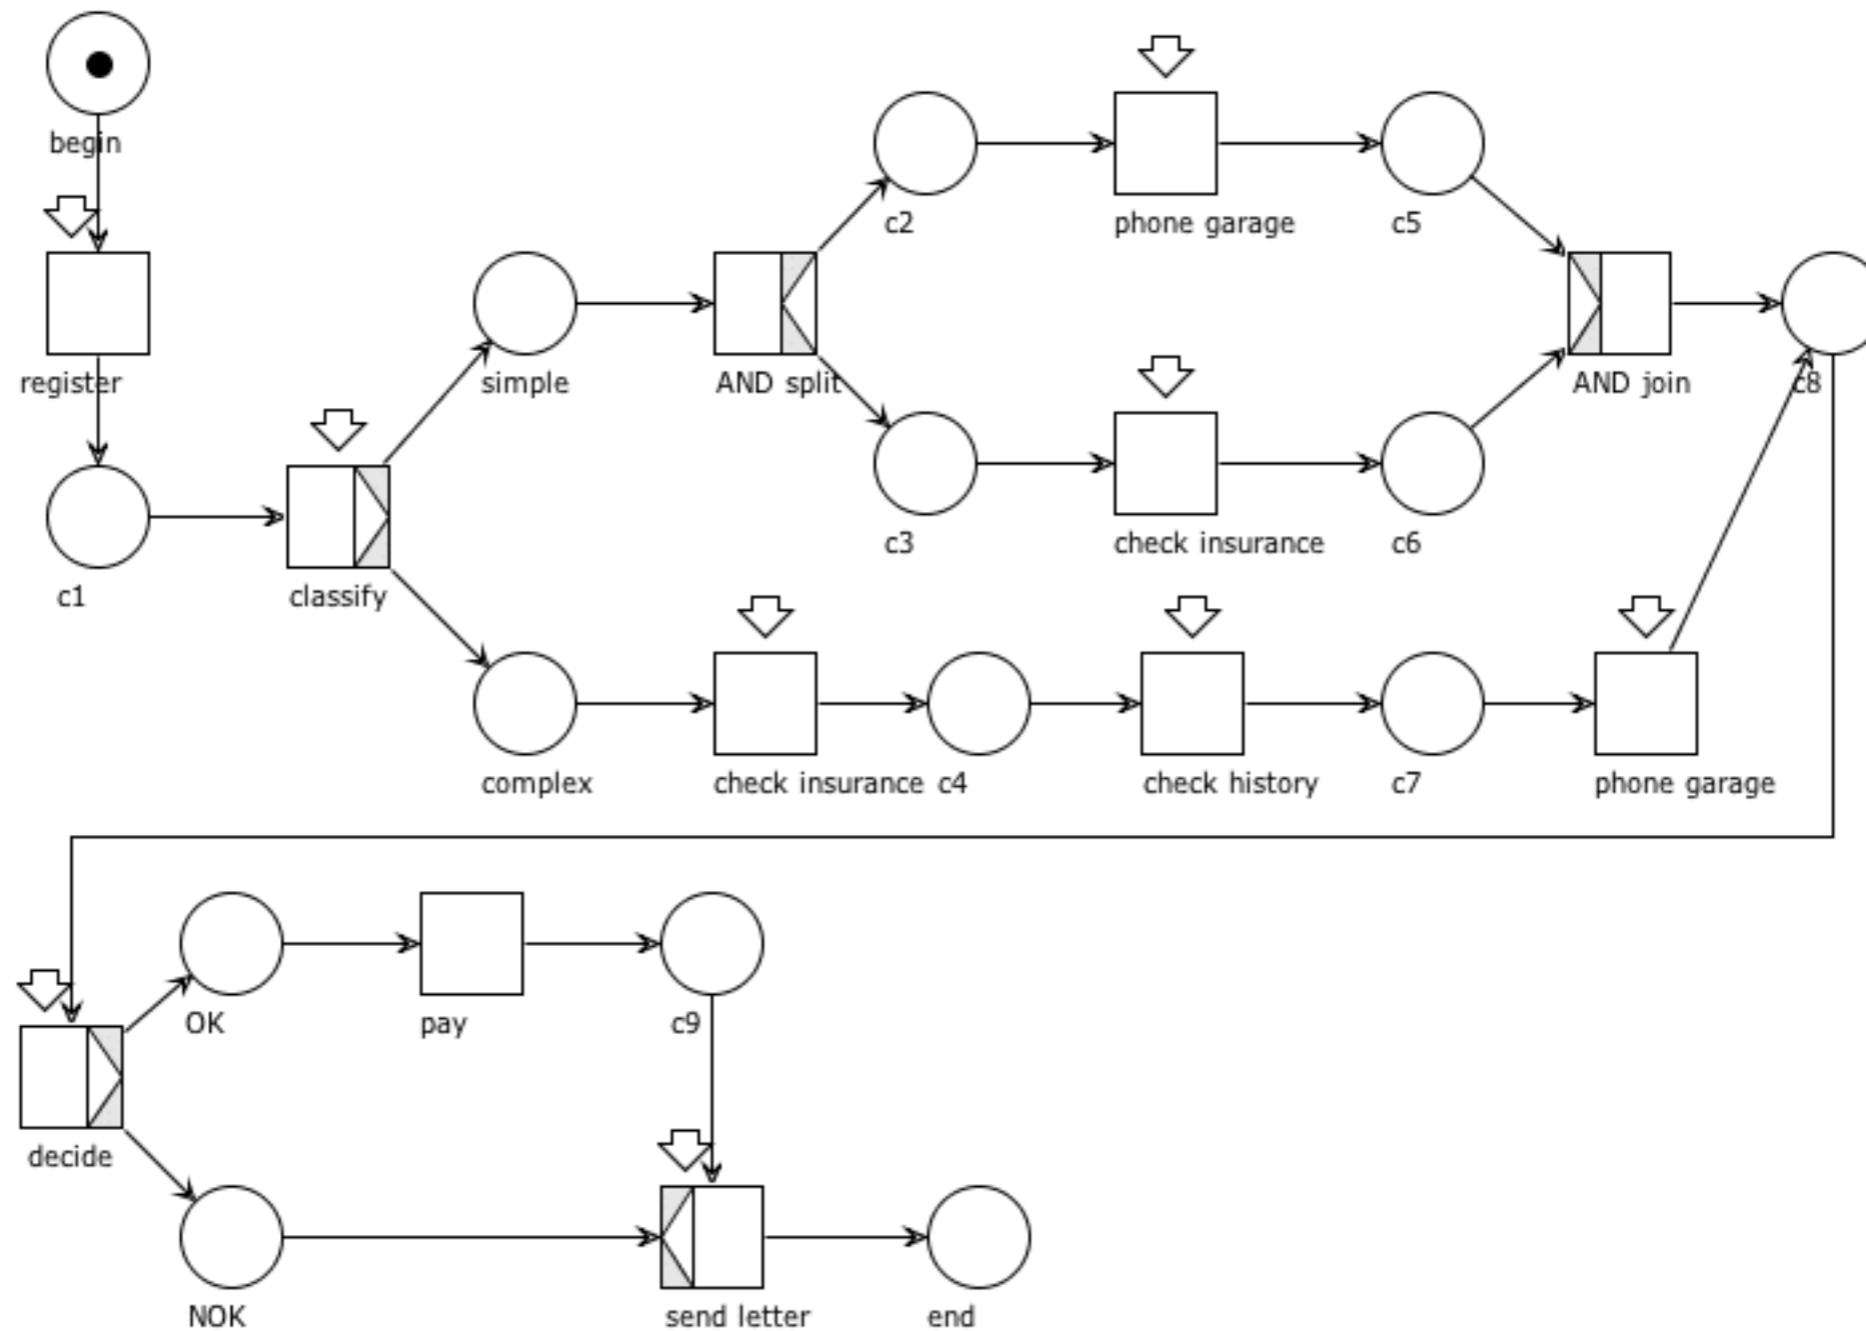 begin
c2
phone garage
c5
register
simple
AND split
AND join
c8
c3
check insurance
c6
c1
classify
complex
check insurance
c4
check history
c7
phone garage
OK
pay
c9
decide
NOK
send letter
end